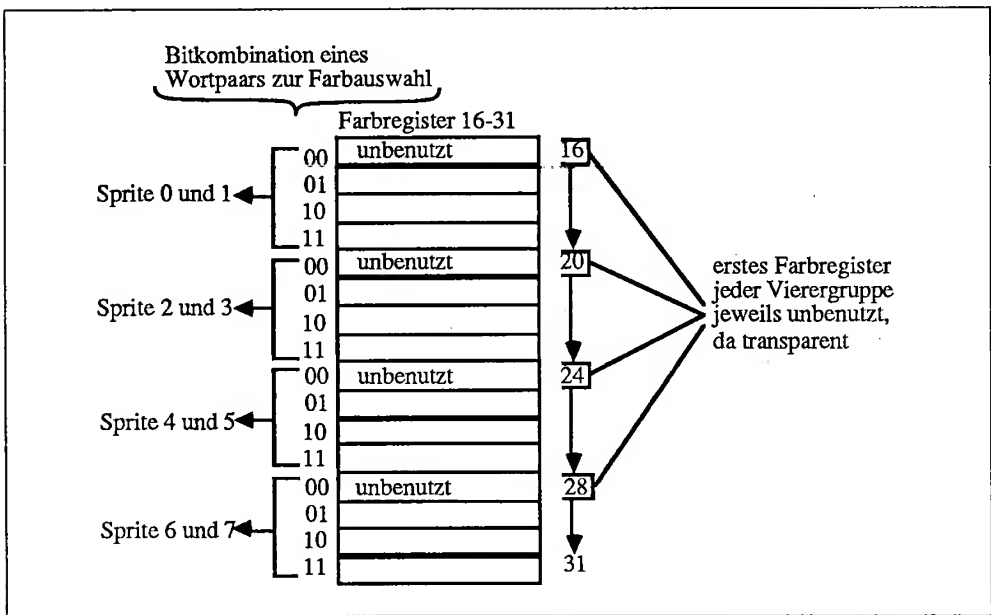 Bitkombination eines
Wortpaars zur Farbauswahl
Farbregister 16-31
00 unbenutzt 16
01
Sprite 0 und 1
10
11
00 unbenutzt 20
01
Sprite 2 und 3
10
11
00 unbenutzt 24
01
Sprite 4 und 5
10
11
00 unbenutzt 28
01
Sprite 6 und 7
10
11 31
erstes Farbregister
jeder Vierergruppe
jeweils unbenutzt,
da transparent